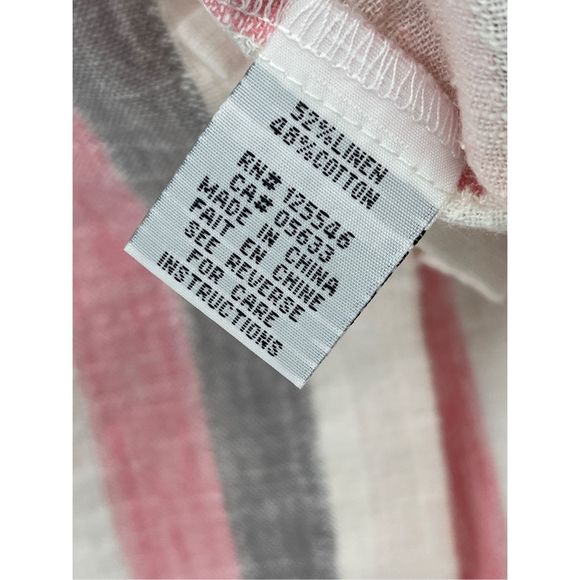 52%LINEN
48%COTTON
RN# 125546
CA# 05633
MADE IN CHINA
FAIT EN CHINE
SEE REVERSE
FOR CARE
INSTRUCTIONS